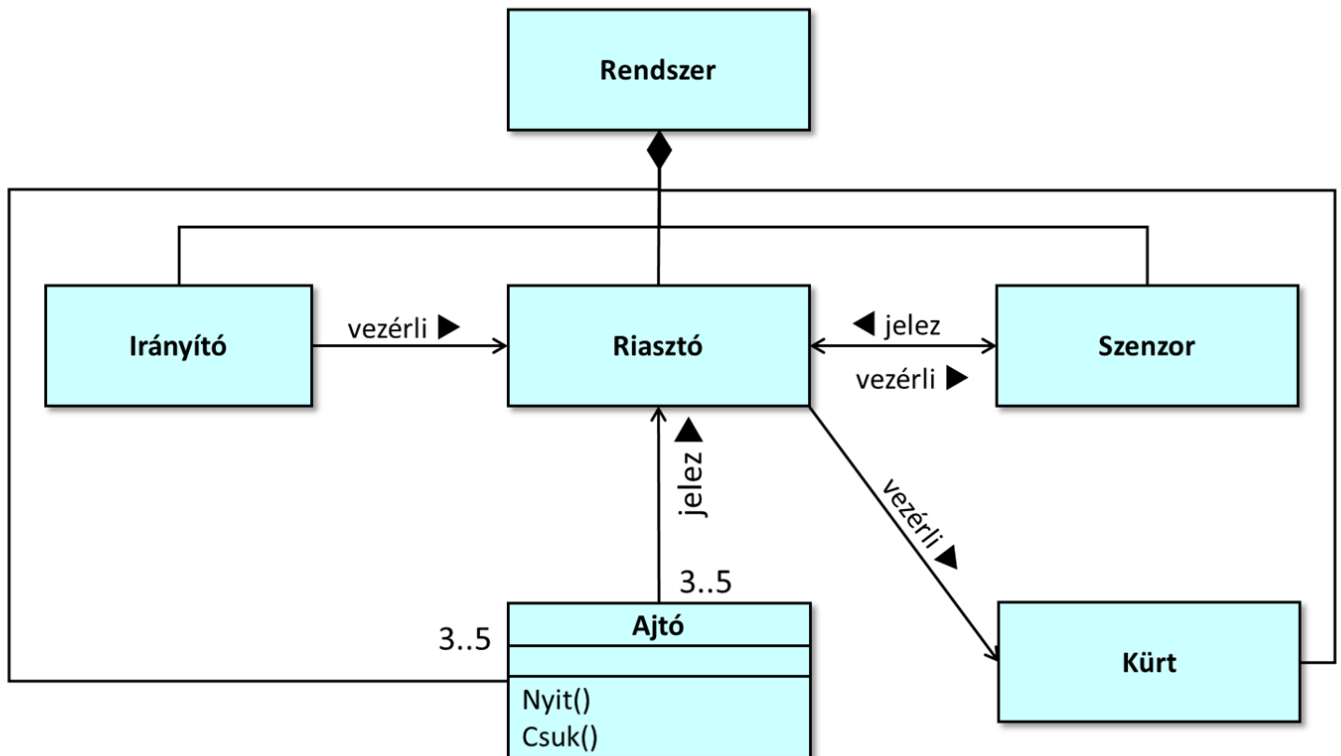 Rendszer
Irányító
vezérli ▶
Riasztó
◀ jelez
vezérli ▶
Szenzor
jelez ▶
vezérli ▶
3..5
3..5
Ajtó
Nyit()
Csuk()
Kürt